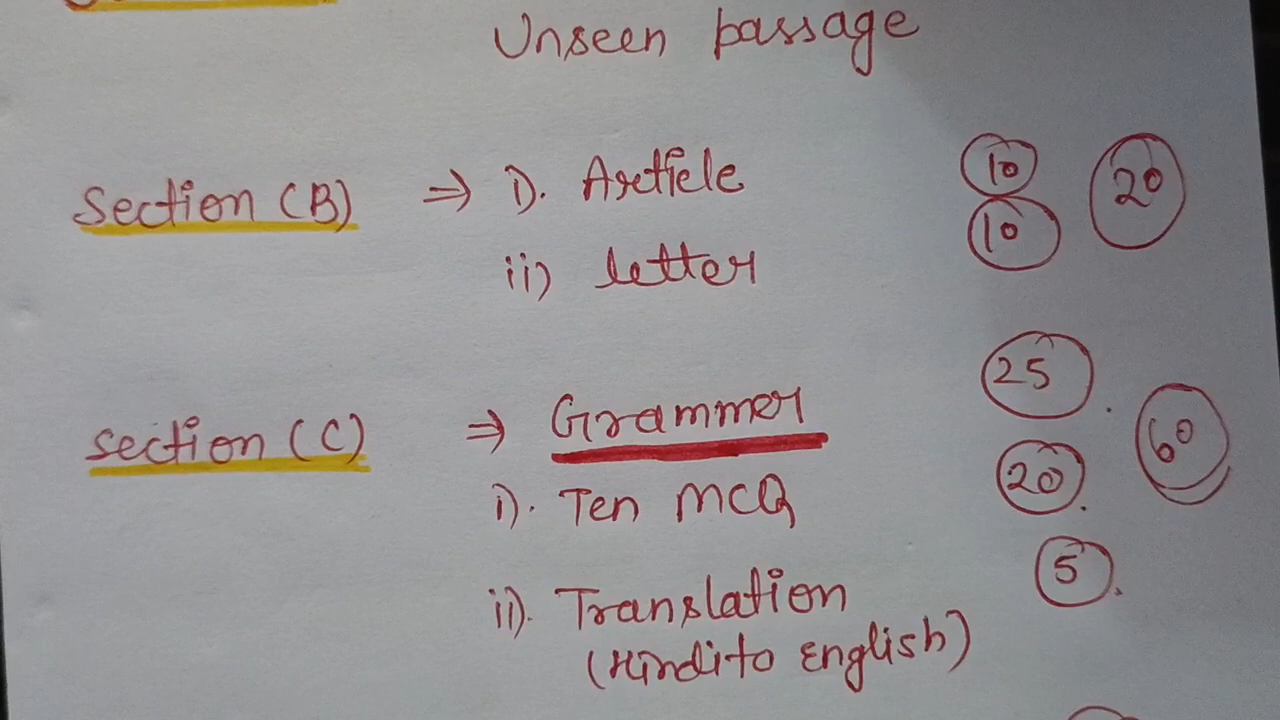 Unseen passage
Section (B) ⇒ i). Article 10 20
ii) letter 10
Section (C) ⇒ Grammer 25 60
i). Ten MCQ 20
ii). Translation 5
(Hindi to English)